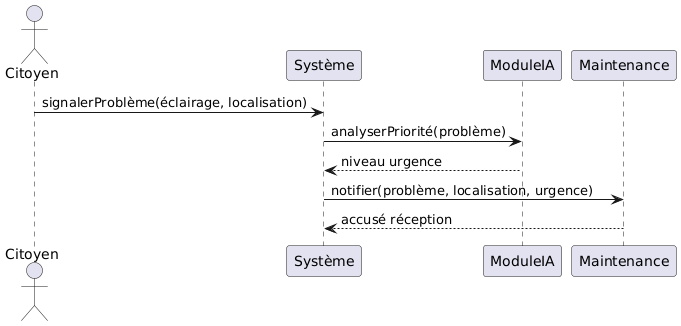 Citoyen
Système
ModuleIA
Maintenance
signalerProblème(éclairage, localisation)
analyserPriorité(problème)
niveau urgence
notifier(problème, localisation, urgence)
accusé réception
Citoyen
Système
ModuleIA
Maintenance